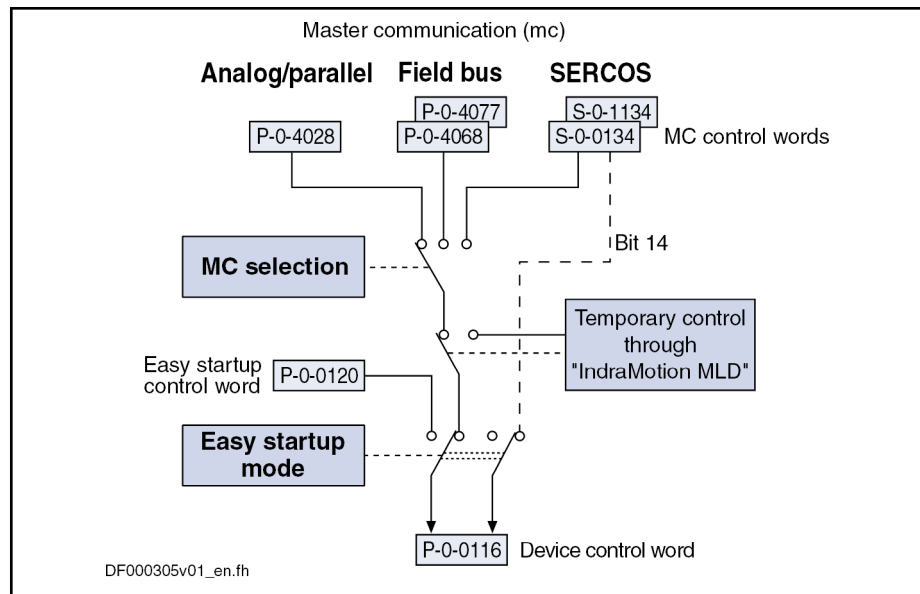 Master communication (mc)
Analog/parallel
Field bus
SERCOS
P-0-4077
S-0-1134
P-0-4028
P-0-4068
S-0-0134
MC control words
Bit 14
MC selection
Temporary control
through
"IndraMotion MLD"
Easy startup
control word
P-0-0120
Easy startup
mode
P-0-0116
Device control word
DF000305v01_en.fh